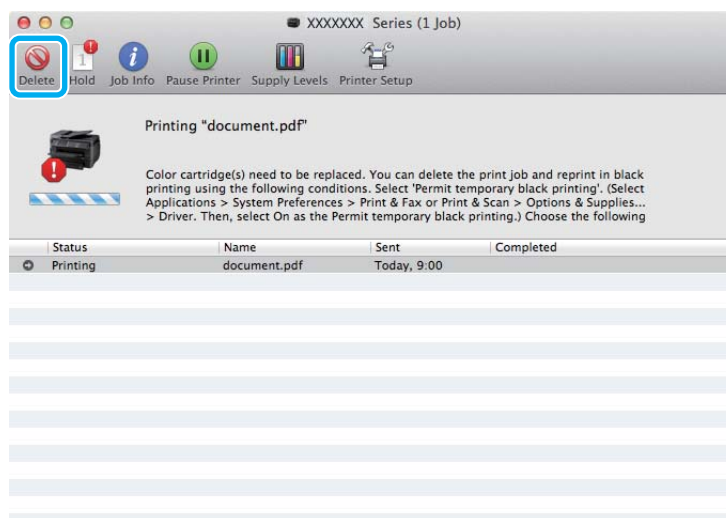 XXXXXXX Series (1 Job)
Delete Hold Job Info Pause Printer Supply Levels Printer Setup
Printing "document.pdf"
Color cartridge(s) need to be replaced. You can delete the print job and reprint in black
printing using the following conditions. Select 'Permit temporary black printing'. (Select
Applications > System Preferences > Print & Fax or Print & Scan > Options & Supplies...
> Driver. Then, select On as the Permit temporary black printing.) Choose the following
Status Name Sent Completed
Printing document.pdf Today, 9:00